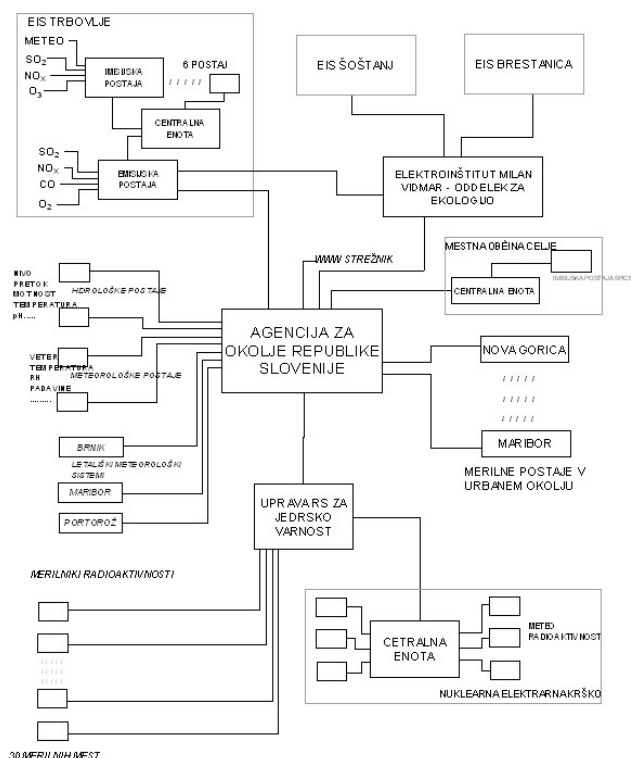 EIS TRBOVLJE
METEO
SO₂
NOₓ
O₃
IMISIJSKA
POSTAJA
6 POSTAJ
/ / / / /
CENTRALNA
ENOTA
SO₂
NOₓ
CO
O₂
EMISIJSKA
POSTAJA
EIS ŠOŠTANJ
EIS BRESTANICA
ELEKTROINŠTITUT MILAN
VIDMAR - ODDELEK ZA
EKOLOGIJO
WWW STREŽNIK
MESTNA OBČINA CELJE
CENTRALNA ENOTA
IMISIJSKA POSTAJA
NIVO
PRETOK
MOTNOST
TEMPERATURA
pH.....
HIDROLOŠKE POSTAJE
VETER
TEMPERATURA
RH
PADAVINE
.........
METEOROLOŠKE POSTAJE
AGENCIJA ZA
OKOLJE REPUBLIKE
SLOVENIJE
NOVA GORICA
/ / / / /
/ / / / /
/ / / / /
MARIBOR
MERILNE POSTAJE V
URBANEM OKOLJU
BRNIK
LETALIŠKI METEOROLOŠKI
SISTEMI
MARIBOR
PORTOROŽ
UPRAVA RS ZA
JEDRSKO
VARNOST
MERILNIKI RADIOAKTIVNOSTI
/ / / / /
/ / / / /
/ / / / /
30 MERILNIH MEST
CETRALNA
ENOTA
METEO
RADIOAKTIVNOST
NUKLEARNA ELEKTRARNA KRŠKO